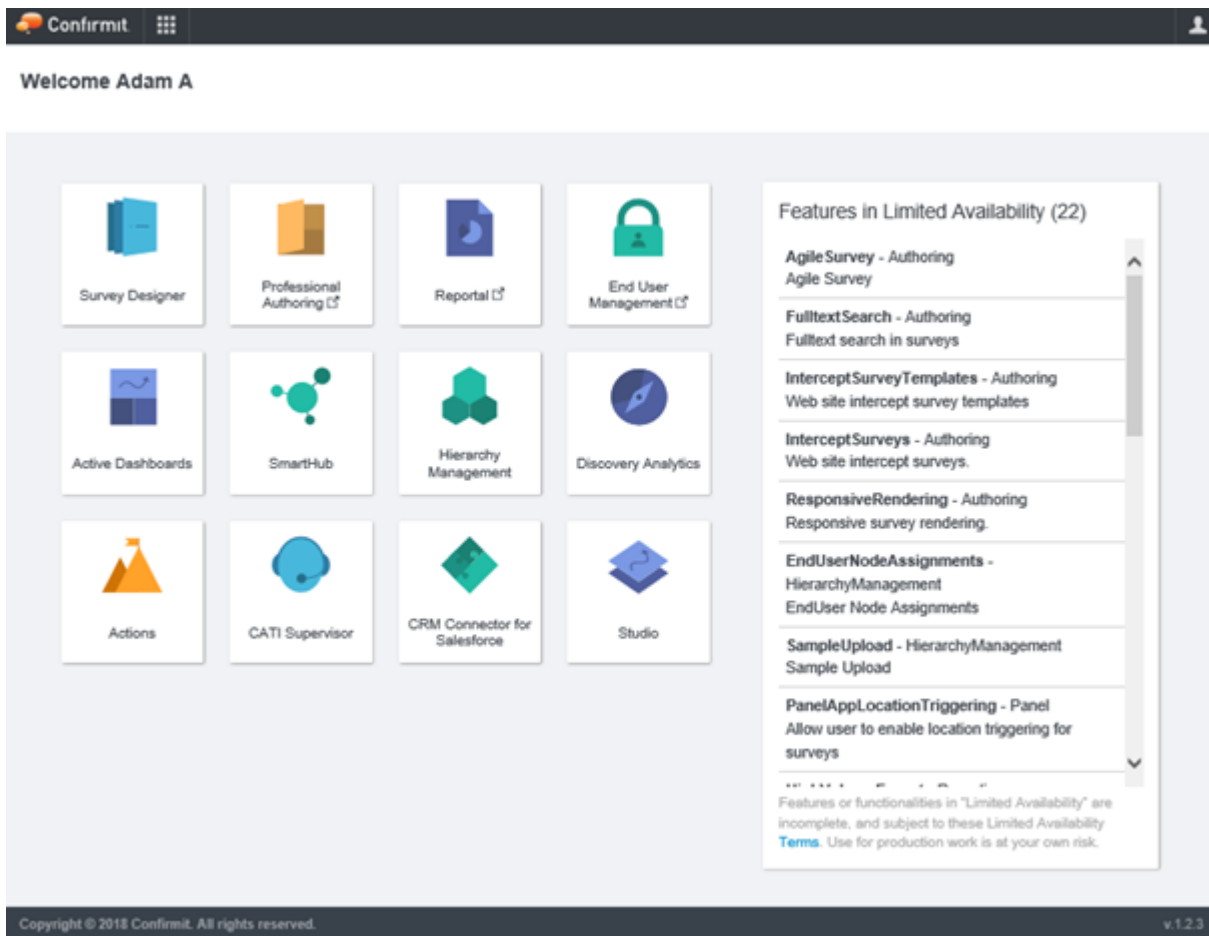 Confirmit.
Welcome Adam A
Survey Designer
Professional
Authoring
Reportal
End User
Management
Active Dashboards
SmartHub
Hierarchy
Management
Discovery Analytics
Actions
CATI Supervisor
CRM Connector for
Salesforce
Studio
Features in Limited Availability (22)
AgileSurvey - Authoring
Agile Survey
FulltextSearch - Authoring
Fulltext search in surveys
InterceptSurveyTemplates - Authoring
Web site intercept survey templates
InterceptSurveys - Authoring
Web site intercept surveys.
ResponsiveRendering - Authoring
Responsive survey rendering.
EndUserNodeAssignments -
HierarchyManagement
EndUser Node Assignments
SampleUpload - HierarchyManagement
Sample Upload
PanelAppLocationTriggering - Panel
Allow user to enable location triggering for
surveys
Features or functionalities in "Limited Availability" are
incomplete, and subject to these Limited Availability
Terms. Use for production work is at your own risk.
Copyright © 2018 Confirmit. All rights reserved.
v.1.2.3